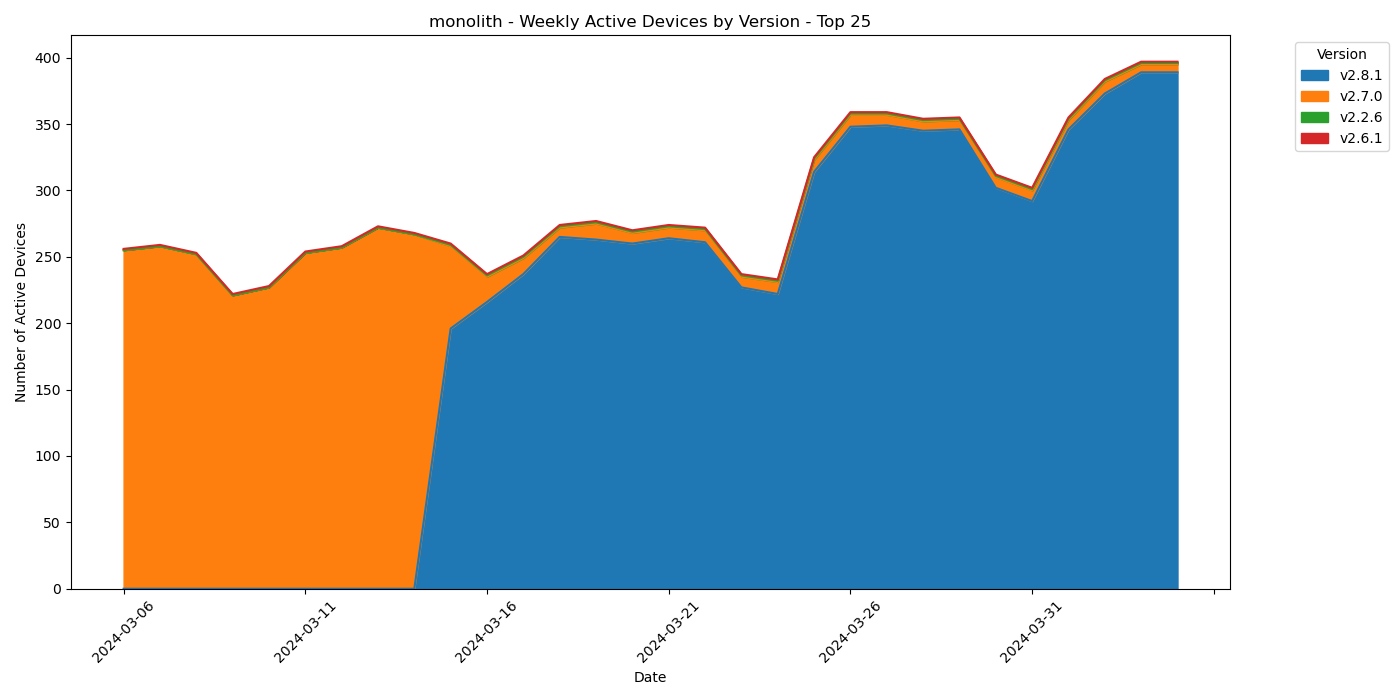 monolith - Weekly Active Devices by Version - Top 25
Version
v2.8.1
v2.7.0
v2.2.6
v2.6.1
Number of Active Devices
400
350
300
250
200
150
100
50
0
2024-03-06
2024-03-11
2024-03-16
2024-03-21
2024-03-26
2024-03-31
Date